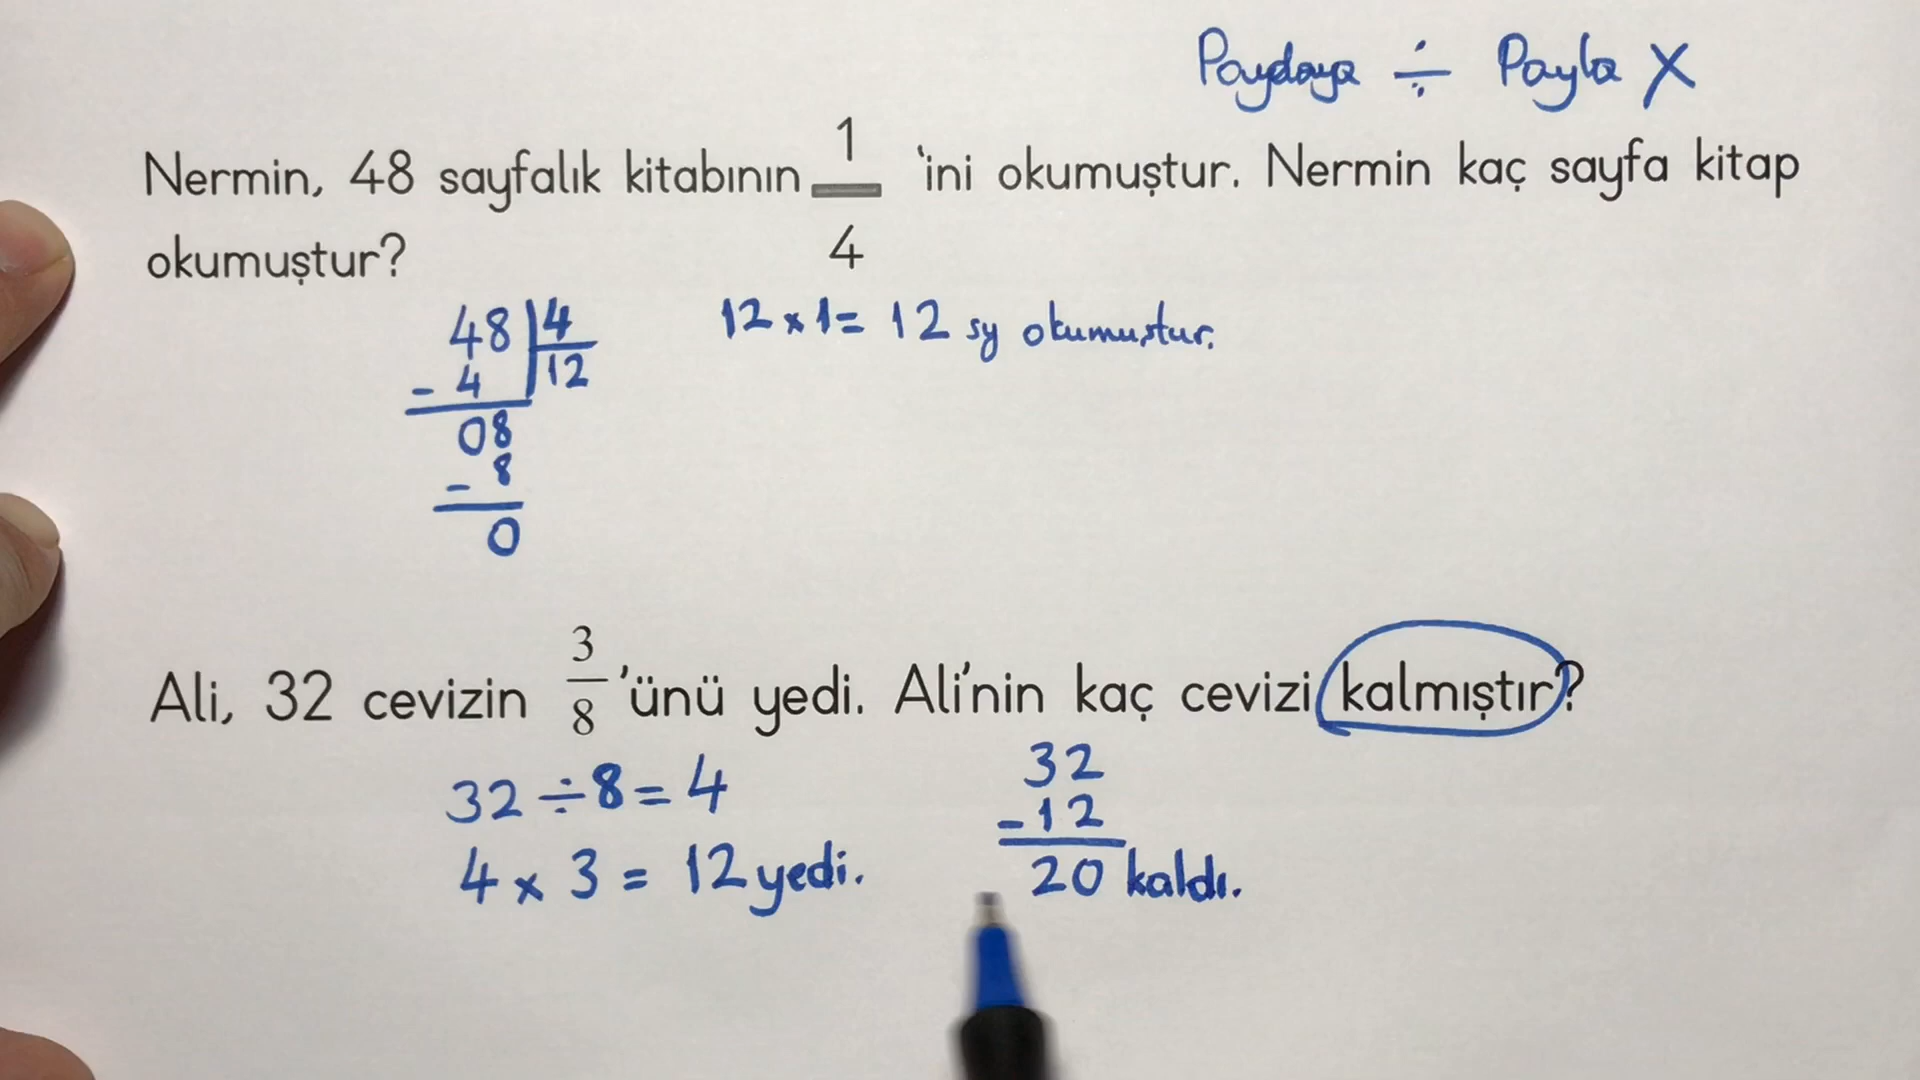 Paydaya ÷ Payla X
Nermin, 48 sayfalık kitabının 1/4 'ini okumuştur. Nermin kaç sayfa kitap
okumuştur?
48 | 4
- 4 | 12
08
- 8
0
12 x 1 = 12 sy okumuştur.
Ali, 32 cevizin 3/8 'ünü yedi. Ali'nin kaç cevizi kalmıştır?
32 ÷ 8 = 4
4 x 3 = 12 yedi.
32
- 12
20 kaldı.